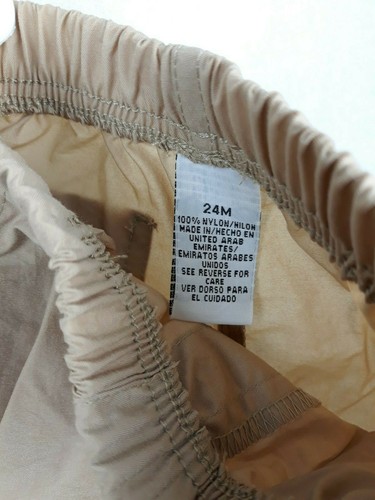 24M
100% NYLON/NILON
MADE IN/HECHO EN
UNITED ARAB
EMIRATES/
EMIRATOS ARABES
UNIDOS
SEE REVERSE FOR
CARE
VER DORSO PARA
EL CUIDADO